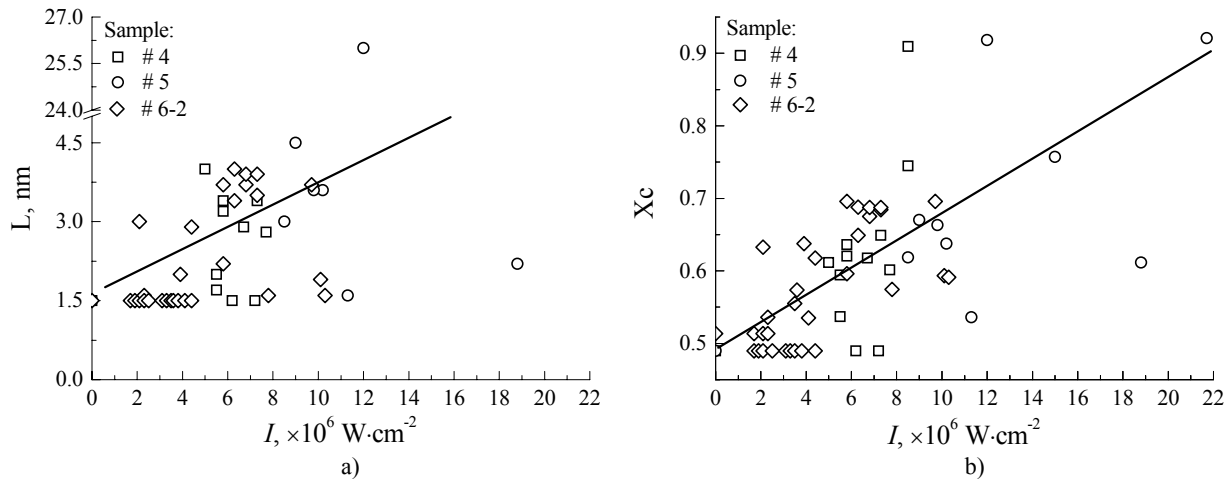 27.0
25.5
24.0
4.5
3.0
1.5
0.0
L, nm
Sample:
# 4
# 5
# 6-2
0 2 4 6 8 10 12 14 16 18 20 22
I, ×10⁶ W·cm⁻²
a)
0.9
0.8
0.7
0.6
0.5
Xc
Sample:
# 4
# 5
# 6-2
0 2 4 6 8 10 12 14 16 18 20 22
I, ×10⁶ W·cm⁻²
b)